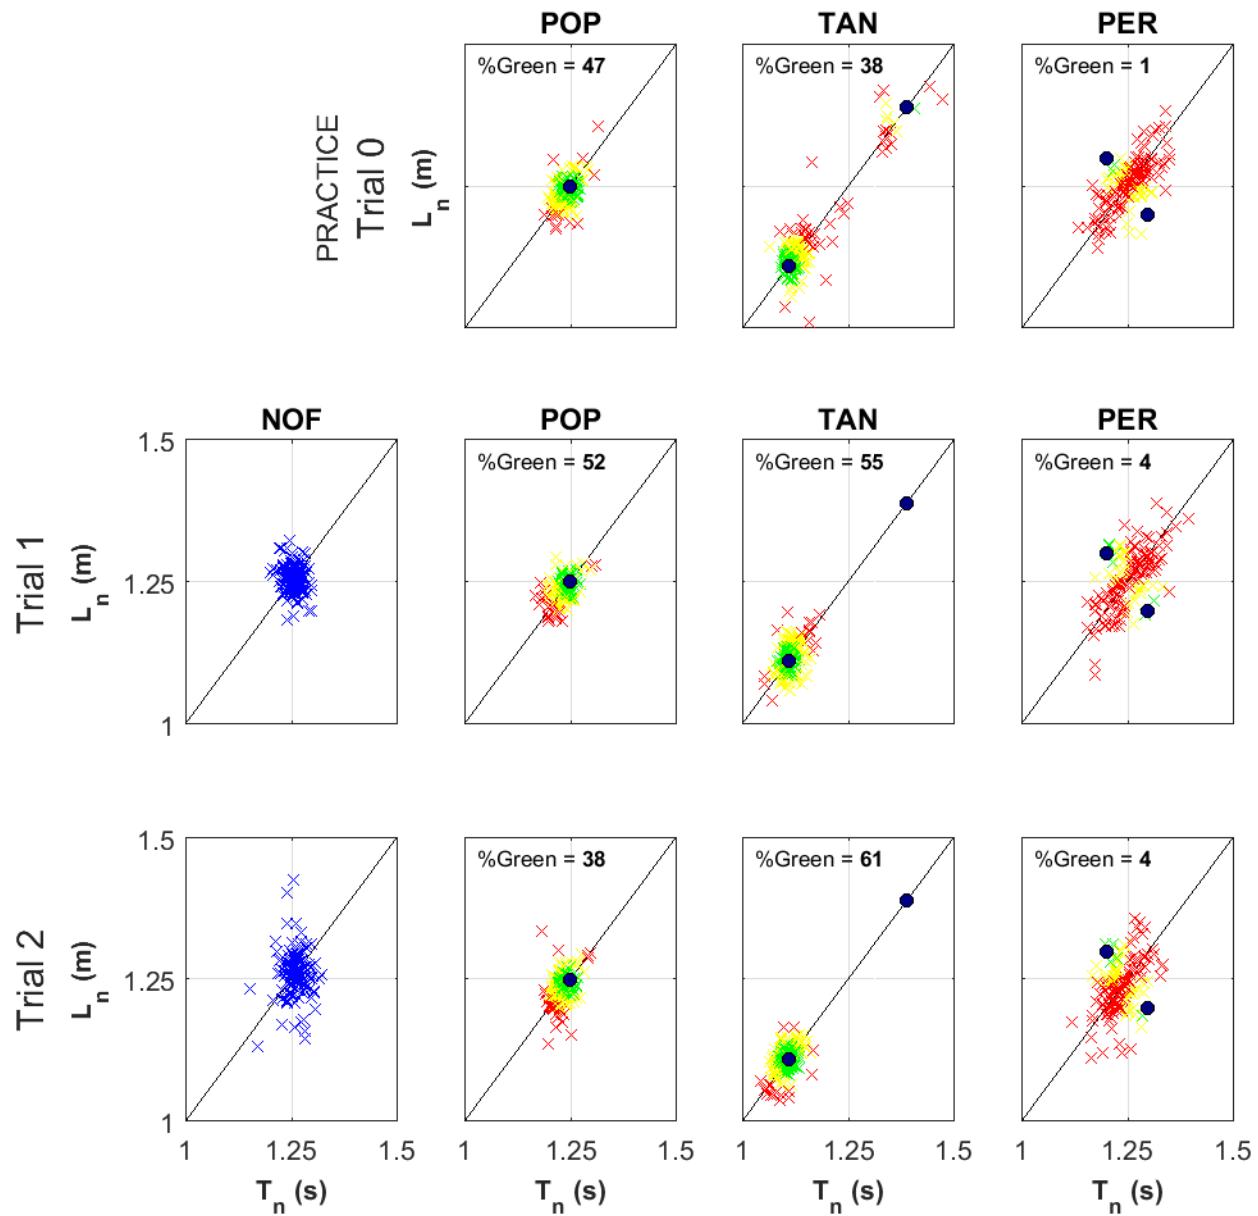 POP TAN PER
PRACTICE
Trial 0
L_n (m)
%Green = 47
%Green = 38
%Green = 1
NOF POP TAN PER
Trial 1
L_n (m)
1.5
1.25
1
%Green = 52
%Green = 55
%Green = 4
Trial 2
L_n (m)
1.5
1.25
1
%Green = 38
%Green = 61
%Green = 4
1 1.25 1.5 1 1.25 1.5 1 1.25 1.5 1 1.25 1.5
T_n (s) T_n (s) T_n (s) T_n (s)